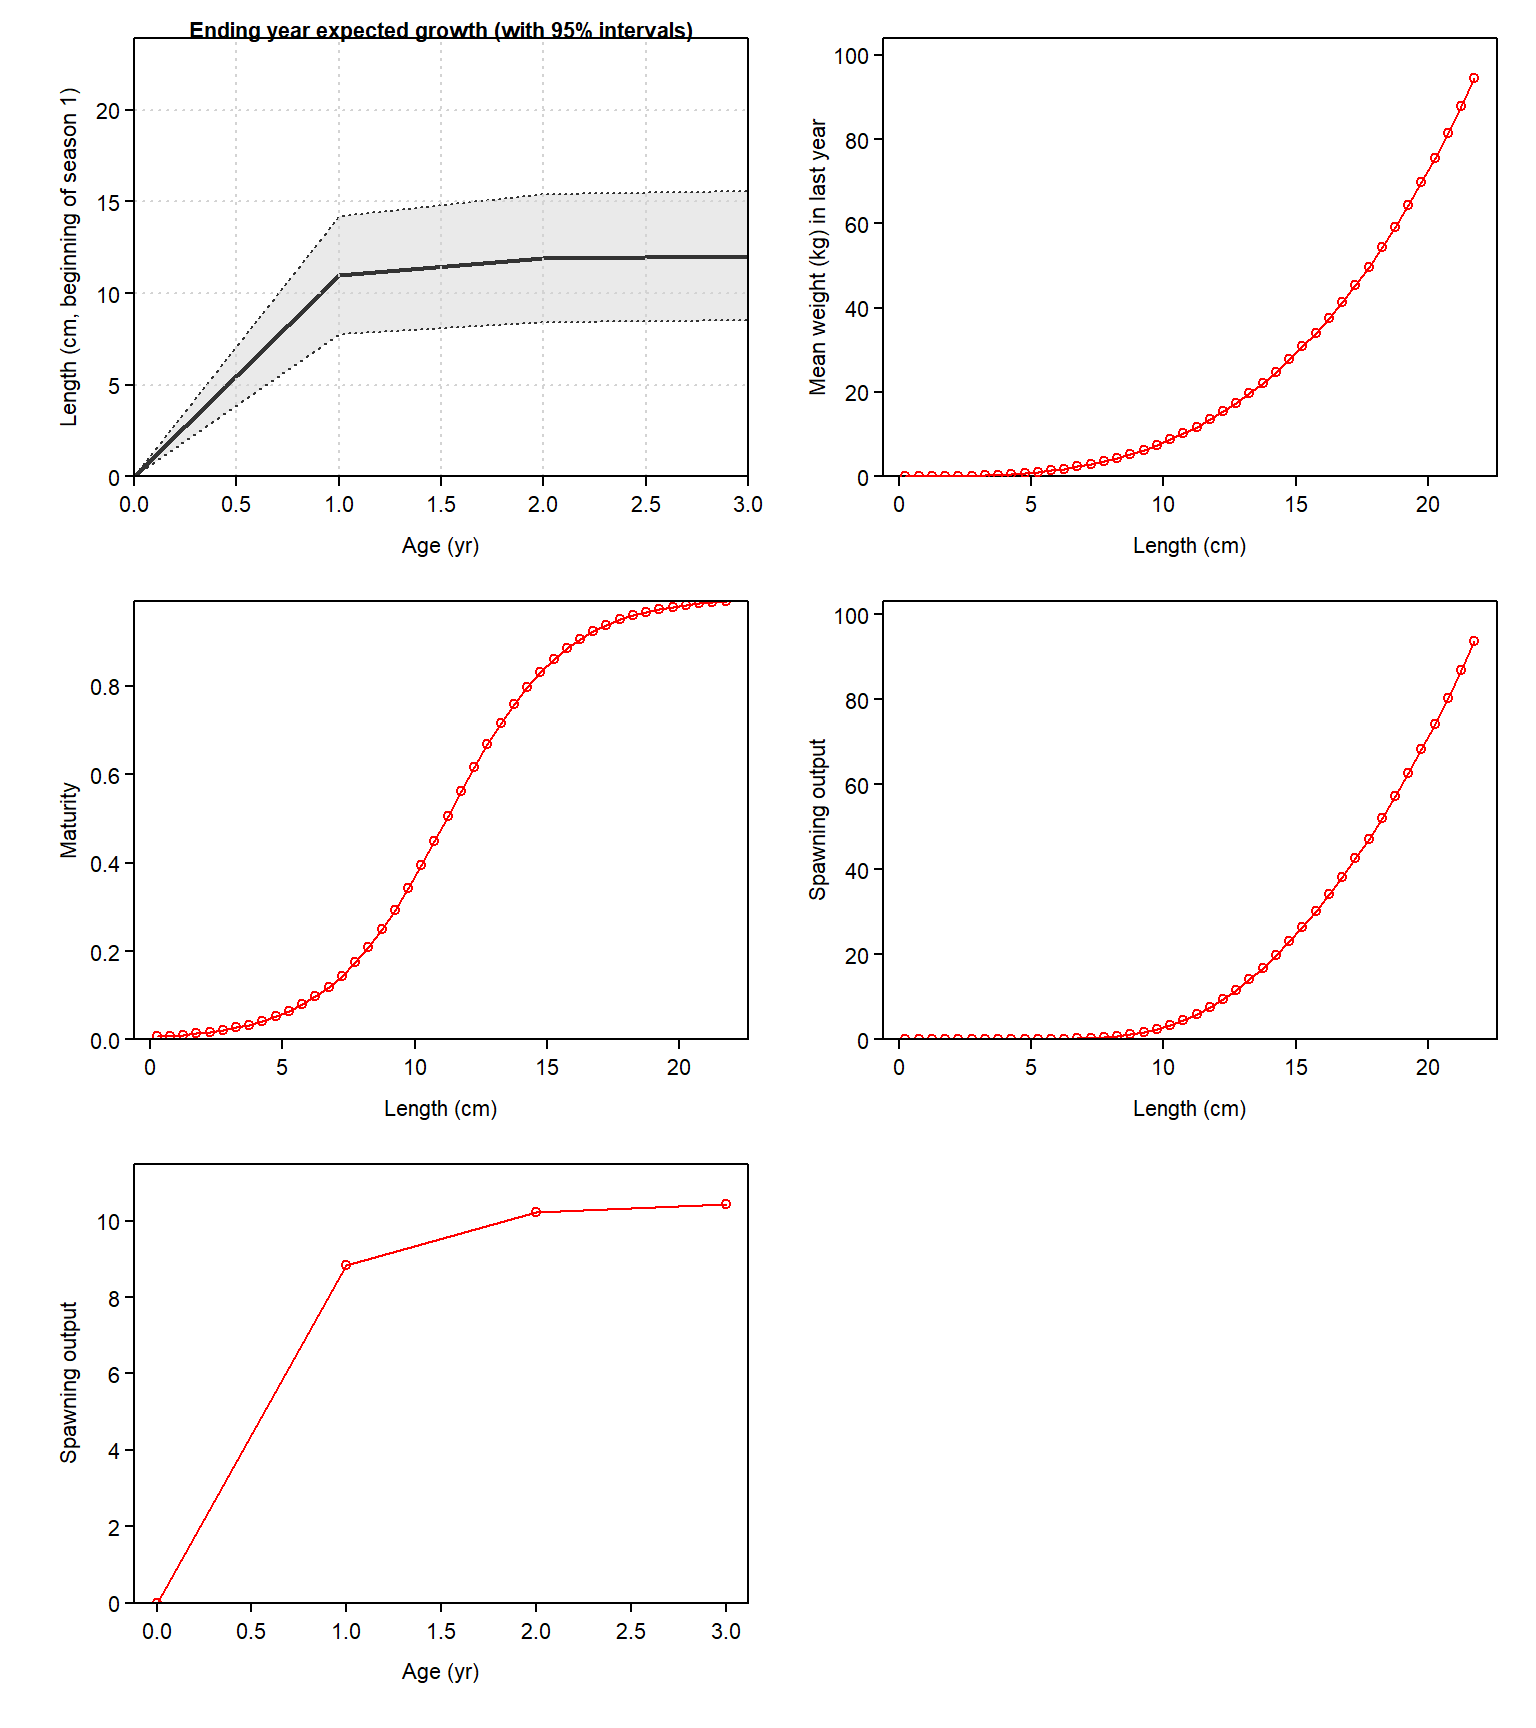 Ending year expected growth (with 95% intervals)
Length (cm, beginning of season 1)
20
15
10
5
0
0.0 0.5 1.0 1.5 2.0 2.5 3.0
Age (yr)
Mean weight (kg) in last year
100
80
60
40
20
0
0 5 10 15 20
Length (cm)
Maturity
0.8
0.6
0.4
0.2
0.0
0 5 10 15 20
Length (cm)
Spawning output
100
80
60
40
20
0
0 5 10 15 20
Length (cm)
Spawning output
10
8
6
4
2
0
0.0 0.5 1.0 1.5 2.0 2.5 3.0
Age (yr)